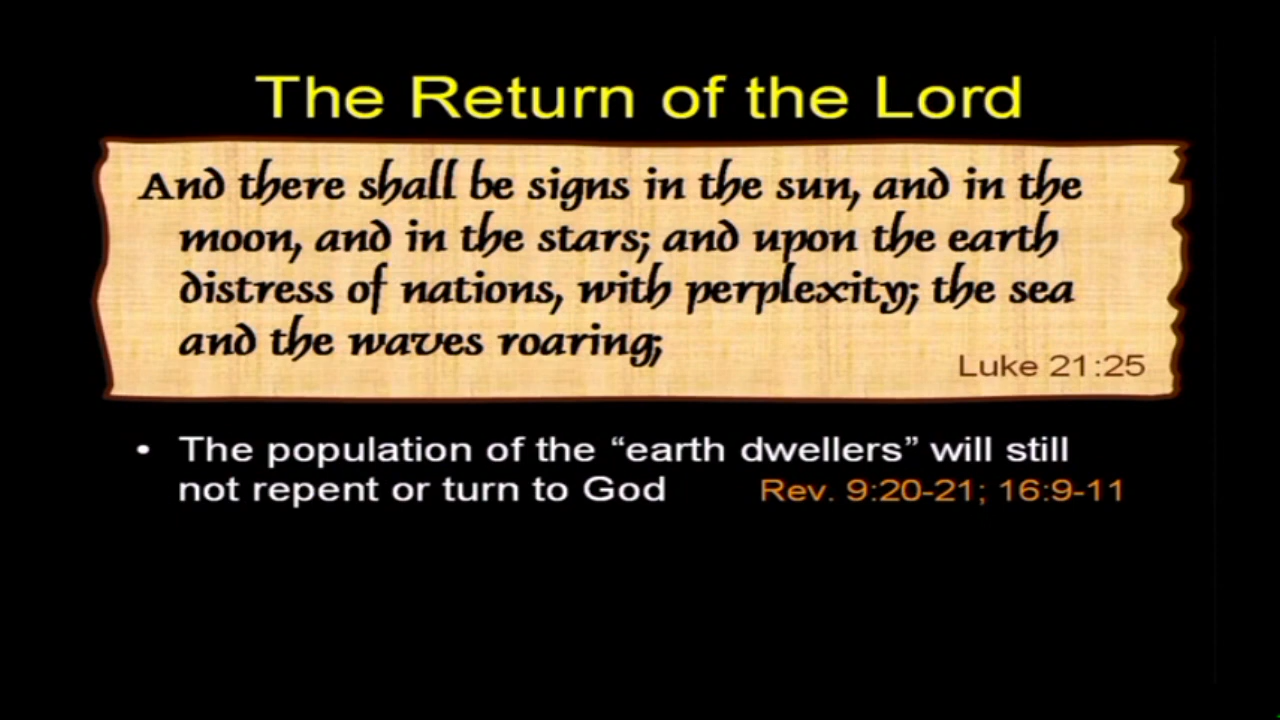 The Return of the Lord
And there shall be signs in the sun, and in the
moon, and in the stars; and upon the earth
distress of nations, with perplexity; the sea
and the waves roaring;
Luke 21:25
• The population of the “earth dwellers” will still
not repent or turn to God Rev. 9:20-21; 16:9-11